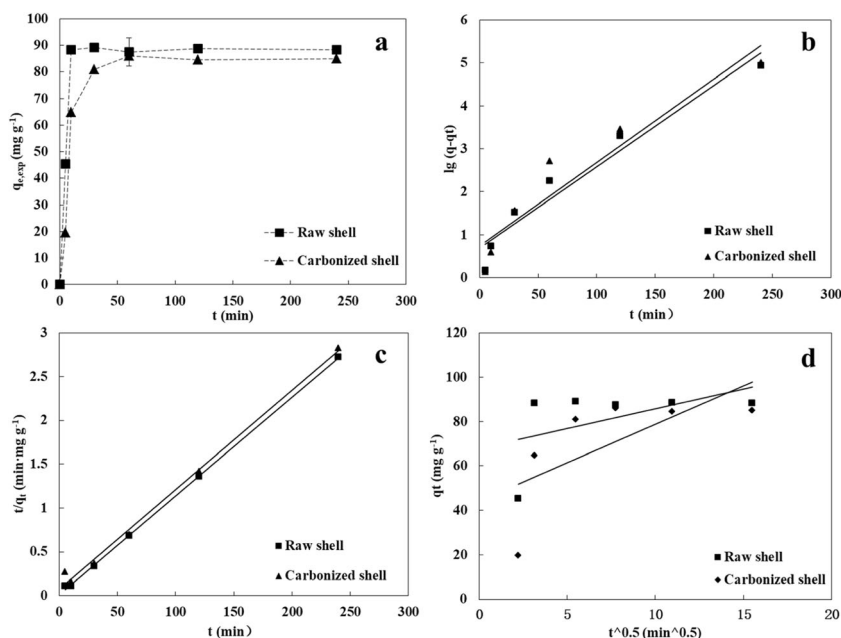 a
100
90
80
70
60
50
40
30
20
10
0
q e,exp (mg g-1)
Raw shell
Carbonized shell
0 50 100 150 200 250 300
t (min)
b
6
5
4
3
2
1
0
lg (q-qt)
Raw shell
Carbonized shell
0 50 100 150 200 250 300
t (min）
c
3
2.5
2
1.5
1
0.5
0
t/qt (min·mg g-1)
Raw shell
Carbonized shell
0 50 100 150 200 250 300
t (min）
d
120
100
80
60
40
20
0
qt (mg g-1)
Raw shell
Carbonized shell
0 5 10 15 20
t^0.5 (min^0.5)